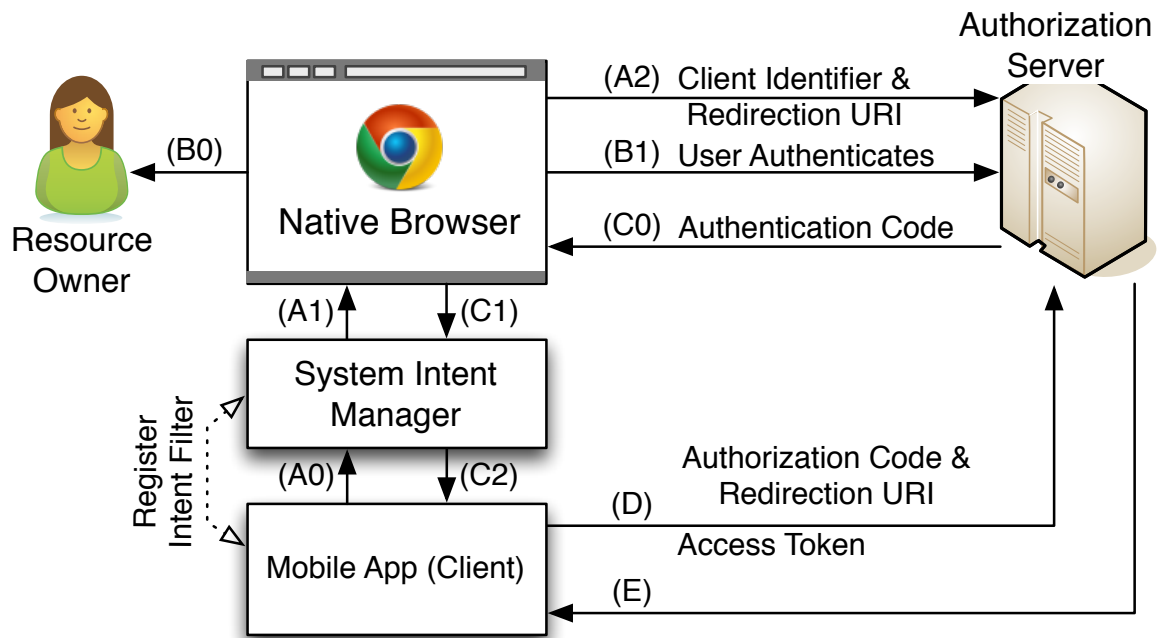 Authorization
Server
(A2) Client Identifier &
Redirection URI
(B0)
(B1) User Authenticates
Native Browser
(C0) Authentication Code
Resource
Owner
(A1)
(C1)
System Intent
Manager
Register
Intent Filter
(A0)
(C2)
Authorization Code &
Redirection URI
(D)
Access Token
Mobile App (Client)
(E)